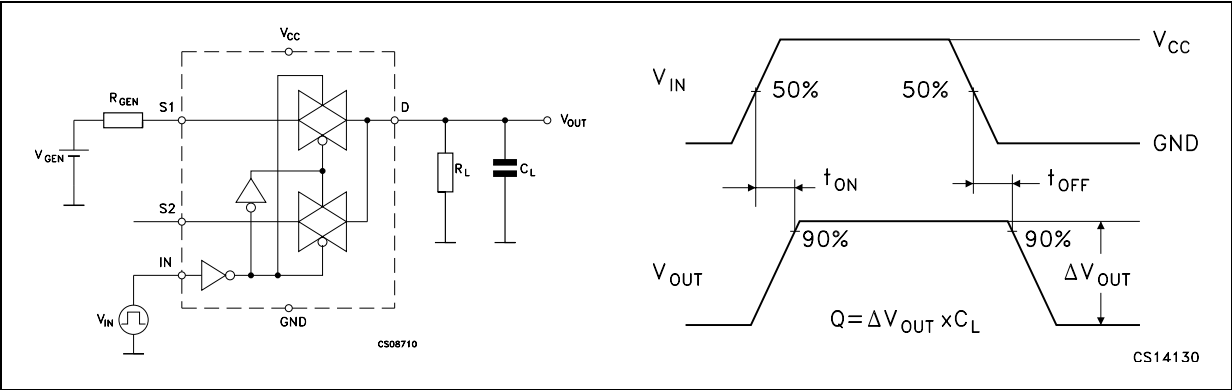 VCC
RGEN
S1
D
VOUT
VGEN
RL
CL
S2
IN
VIN
GND
CS08710
VIN
50%
50%
VCC
GND
tON
tOFF
90%
90%
VOUT
ΔVOUT
Q=ΔVOUT xCL
CS14130